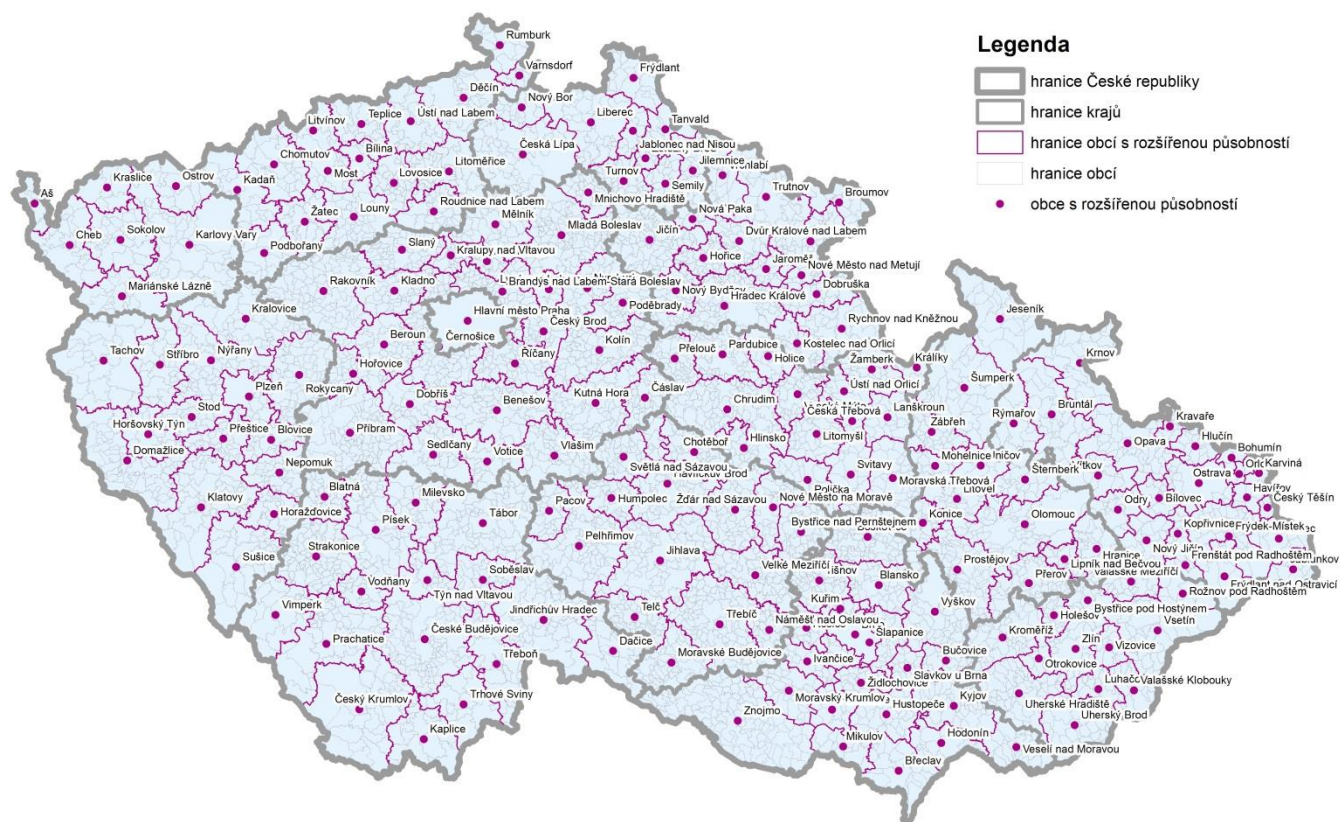 Legenda
hranice České republiky
hranice krajů
hranice obcí s rozšířenou působností
hranice obcí
obce s rozšířenou působností
Rumburk
Varnsdorf
Děčín
Frýdlant
Nový Bor
Liberec
Tanvald
Teplice
Ústí nad Labem
Litvínov
Jablonec nad Nisou
Česká Lípa
Bílina
Chomutov
Litoměřice
Most
Lovosice
Jilemnice
Turnov
Semily
Kraslice
Ostrov
Kadaň
Aš
Mnichovo Hradiště
Trutnov
Broumov
Roudnice nad Labem
Žatec
Louny
Mělník
Nová Paka
Mladá Boleslav
Jičín
Dvůr Králové nad Labem
Cheb
Sokolov
Karlovy Vary
Podbořany
Slaný
Kralupy nad Vltavou
Hořice
Jaroměř
Nové Město nad Metují
Mariánské Lázně
Rakovník
Kladno
Brandýs nad Labem-Stará Boleslav
Nový Bydžov
Dobruška
Poděbrady
Hradec Králové
Kralovice
Hlavní město Praha
Český Brod
Rychnov nad Kněžnou
Jeseník
Černošice
Beroun
Kolín
Pardubice
Kostelec nad Orlicí
Tachov
Stříbro
Nýřany
Říčany
Přelouč
Holice
Žamberk
Králíky
Krnov
Hořovice
Rokycany
Plzeň
Dobříš
Benešov
Kutná Hora
Čáslav
Chrudim
Ústí nad Orlicí
Šumperk
Stod
Česká Třebová
Lanškroun
Rýmařov
Bruntál
Horšovský Týn
Přeštice
Blovice
Příbram
Litomyšl
Zábřeh
Kravaře
Hlučín
Domažlice
Sedlčany
Votice
Vlašim
Chotěboř
Hlinsko
Opava
Bohumín
Nepomuk
Světlá nad Sázavou
Svitavy
Mohelnice
Šternberk
Ostrava
Karviná
Moravská Třebová
Havířov
Blatná
Milevsko
Pacov
Humpolec
Žďár nad Sázavou
Polička
Nové Město na Moravě
Litovel
Odry
Bílovec
Český Těšín
Klatovy
Horažďovice
Písek
Tábor
Bystřice nad Pernštejnem
Konice
Olomouc
Kopřivnice
Frýdek-Místek
Strakonice
Pelhřimov
Jihlava
Hranice
Nový Jičín
Frenštát pod Radhoštěm
Sušice
Soběslav
Velké Meziříčí
Prostějov
Lipník nad Bečvou
Vodňany
Týn nad Vltavou
Blansko
Přerov
Valašské Meziříčí
Frýdlant nad Ostravicí
Rožnov pod Radhoštěm
Vimperk
Jindřichův Hradec
Telč
Třebíč
Kuřim
Vyškov
Holešov
Bystřice pod Hostýnem
Vsetín
Prachatice
České Budějovice
Náměšť nad Oslavou
Šlapanice
Kroměříž
Zlín
Vizovice
Dačice
Moravské Budějovice
Ivančice
Bučovice
Otrokovice
Třeboň
Slavkov u Brna
Český Krumlov
Trhové Sviny
Židlochovice
Valašské Klobouky
Moravský Krumlov
Hustopeče
Kyjov
Uherské Hradiště
Znojmo
Uherský Brod
Kaplice
Mikulov
Hodonín
Veselí nad Moravou
Břeclav